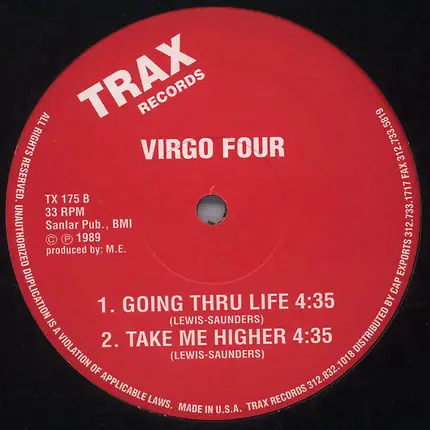 TRAX
RECORDS
VIRGO FOUR
TX 175 B
33 RPM
Sanlar Pub., BMI
© ℗ 1989
produced by: M.E.
1. GOING THRU LIFE 4:35
(LEWIS-SAUNDERS)
2. TAKE ME HIGHER 4:35
(LEWIS-SAUNDERS)
ALL RIGHTS RESERVED. UNAUTHORIZED DUPLICATION IS A VIOLATION OF APPLICABLE LAWS. MADE IN U.S.A. TRAX RECORDS 312.832.1018 DISTRIBUTED BY CAP EXPORTS 312.733.1717 FAX 312.733.5819